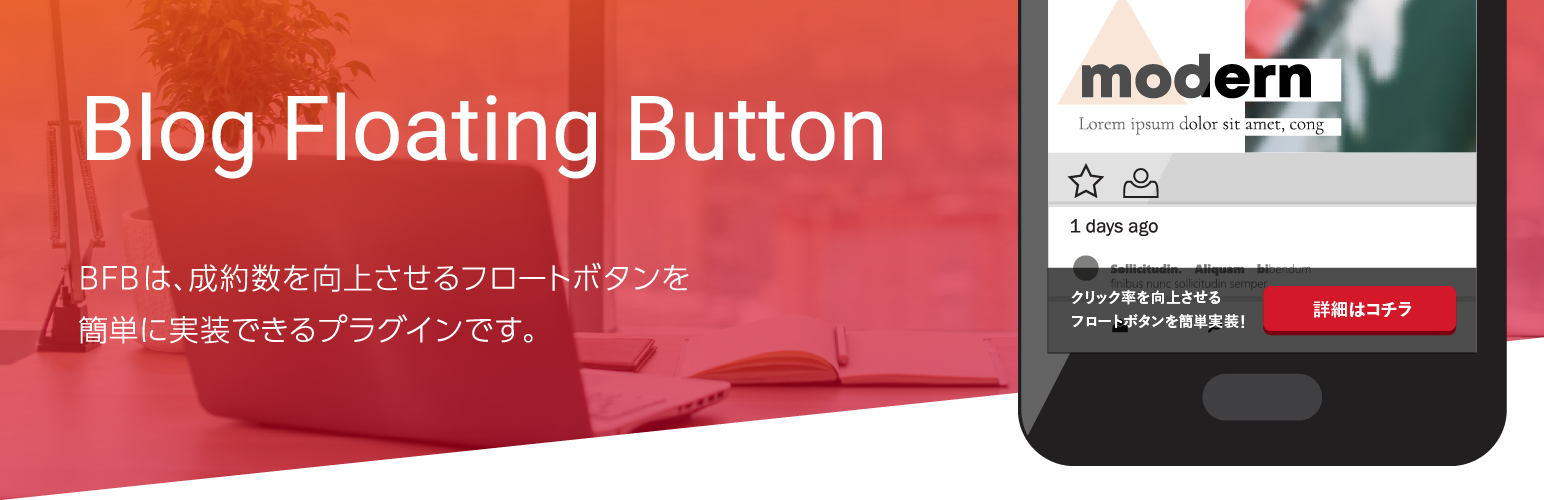 Blog Floating Button
BFBは、成約数を向上させるフロートボタンを
簡単に実装できるプラグインです。
modern
Lorem ipsum dolor sit amet, cong
1 days ago
Sollicitudin. Aliquam bibendum
finibus nunc sollicitudin semper
クリック率を向上させる
フロートボタンを簡単実装!
詳細はコチラ